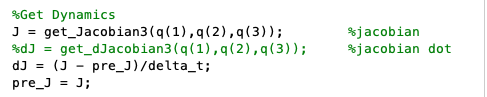 %Get Dynamics
J = get_Jacobian3(q(1),q(2),q(3)); %jacobian
%dJ = get_dJacobian3(q(1),q(2),q(3)); %jacobian dot
dJ = (J - pre_J)/delta_t;
pre_J = J;